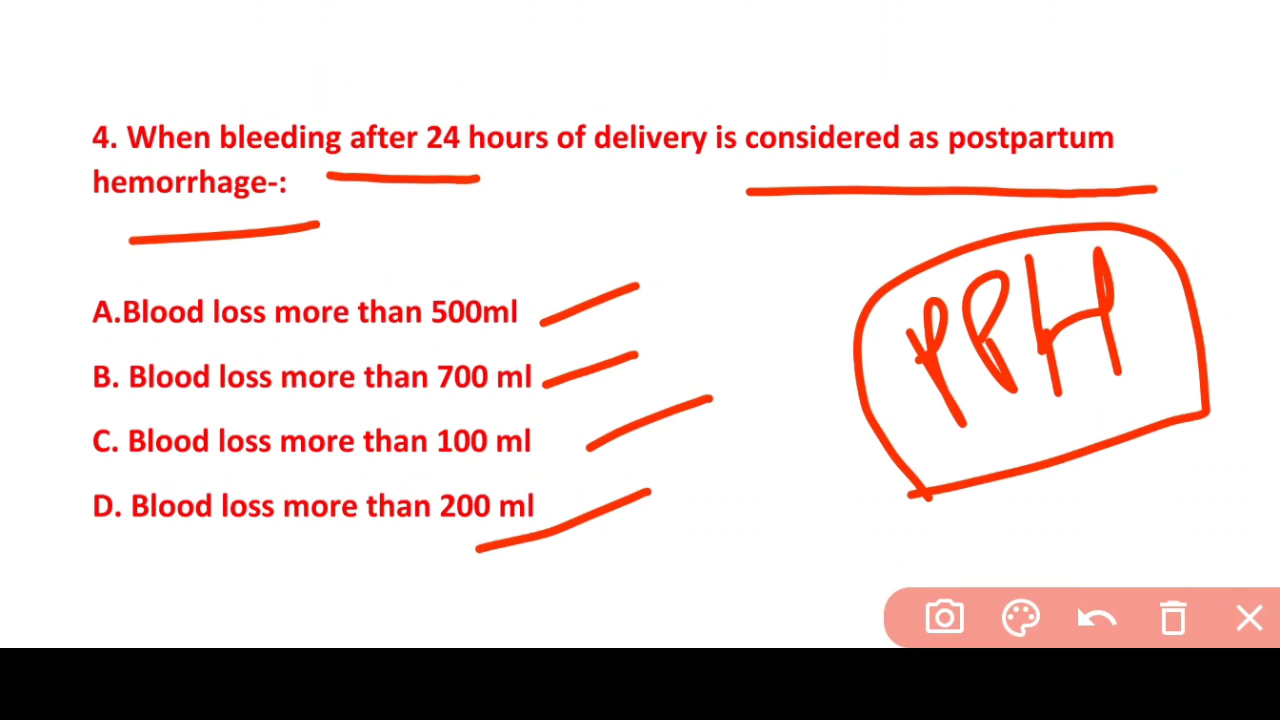 4. When bleeding after 24 hours of delivery is considered as postpartum
hemorrhage-:
A.Blood loss more than 500ml
B. Blood loss more than 700 ml
C. Blood loss more than 100 ml
D. Blood loss more than 200 ml
PPH